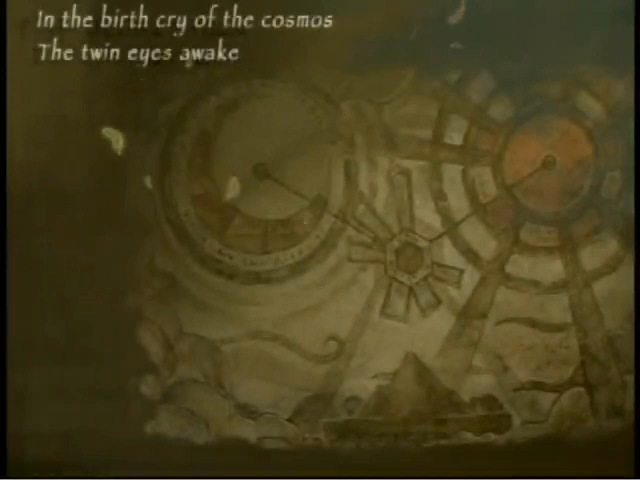 In the birth cry of the cosmos
The twin eyes awake